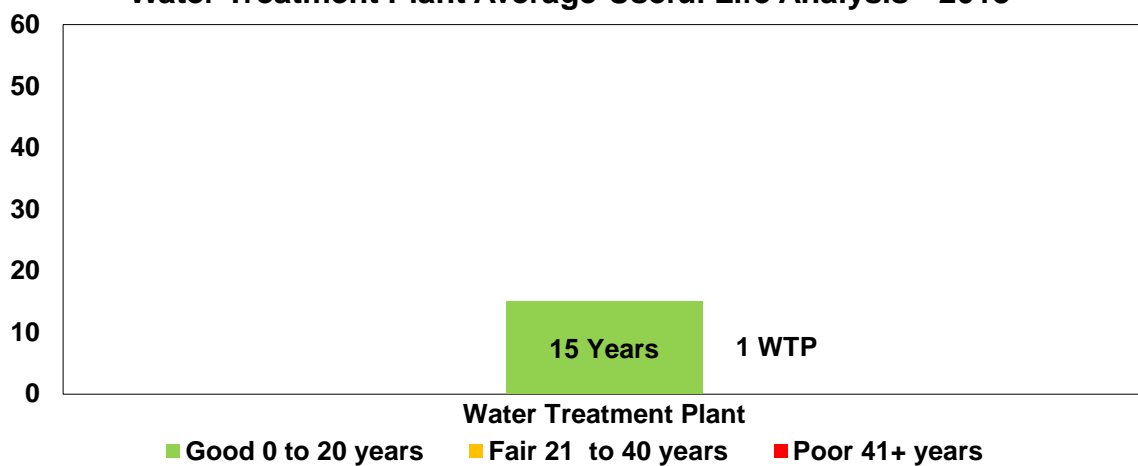 Water Treatment Plant Average Useful Life Analysis
60
50
40
30
20
10
0
15 Years
1 WTP
Water Treatment Plant
Good 0 to 20 years
Fair 21 to 40 years
Poor 41+ years